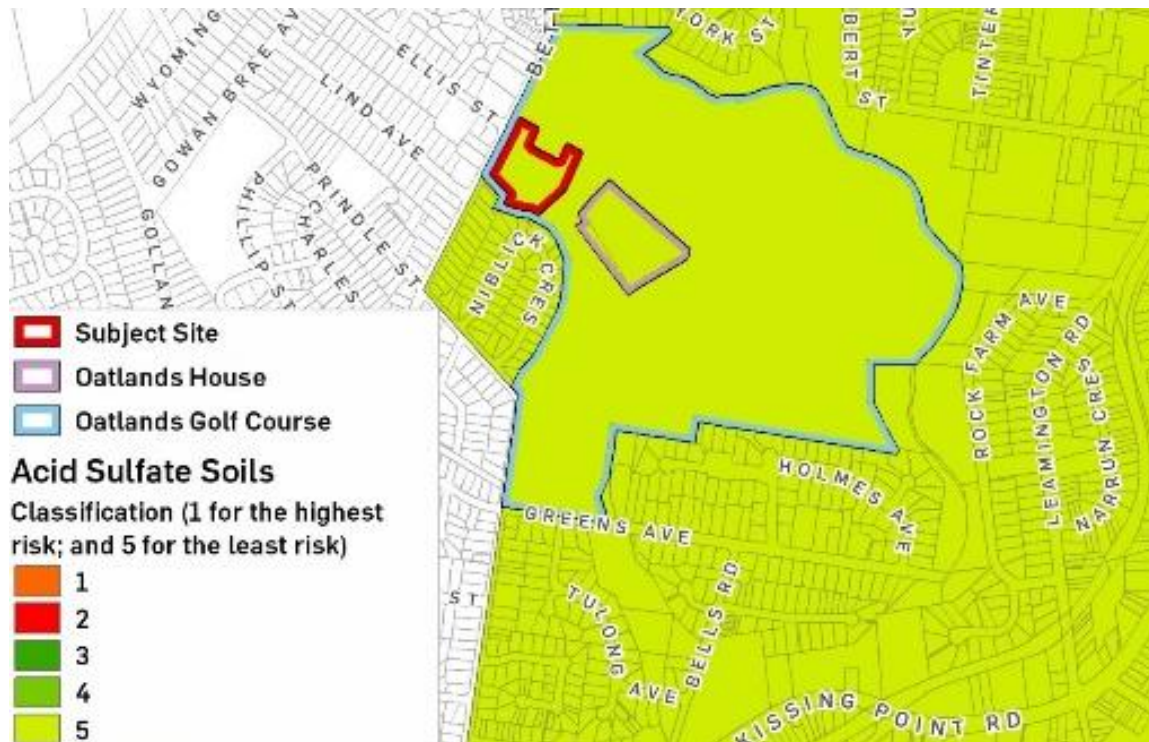 WYOMING
GOWAN BRAE AV
ELLIS ST
LIND AVE
PRINDLE ST
CHARLES
PHILLIP ST
GOLLAN
BETT
YORK ST
BERT
ST
TINTER
NIBLICK
CRES
ROCK FARM AVE
LEAMINGTON RD
NARRUN CRES
HOLMES AVE
GREENS AVE
ST
TULONG AVE
BELLS RD
KISSING POINT RD
Subject Site
Oatlands House
Oatlands Golf Course
Acid Sulfate Soils
Classification (1 for the highest
risk; and 5 for the least risk)
1
2
3
4
5